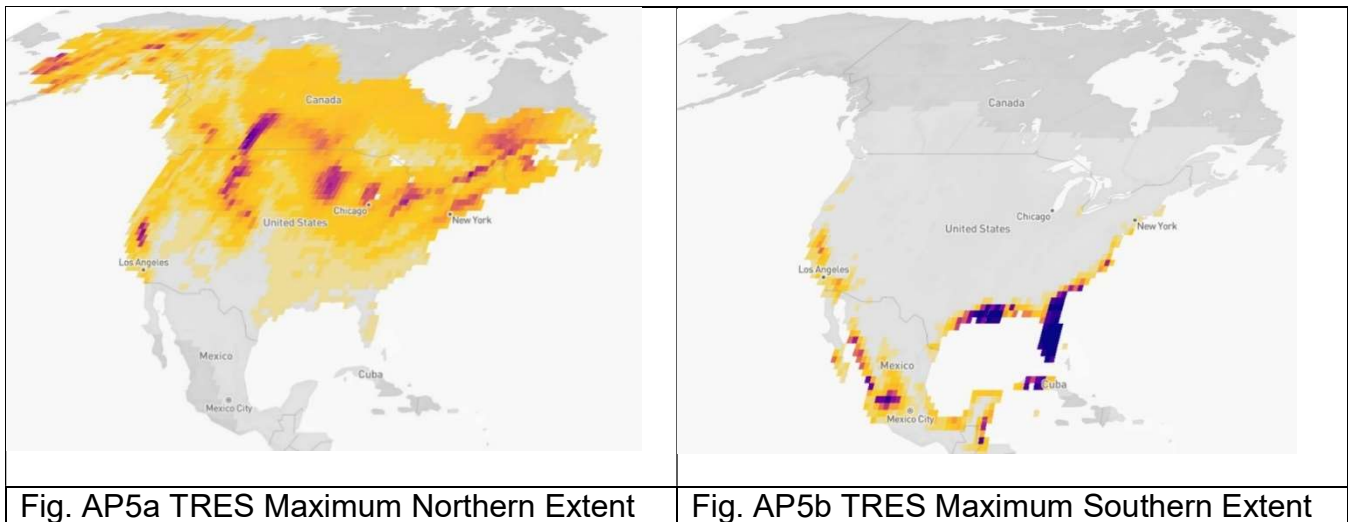 Canada
United States
Chicago
New York
Los Angeles
Mexico
Mexico City
Cuba
Canada
United States
Chicago
New York
Los Angeles
Mexico
Mexico City
Cuba
Fig. AP5a TRES Maximum Northern Extent
Fig. AP5b TRES Maximum Southern Extent